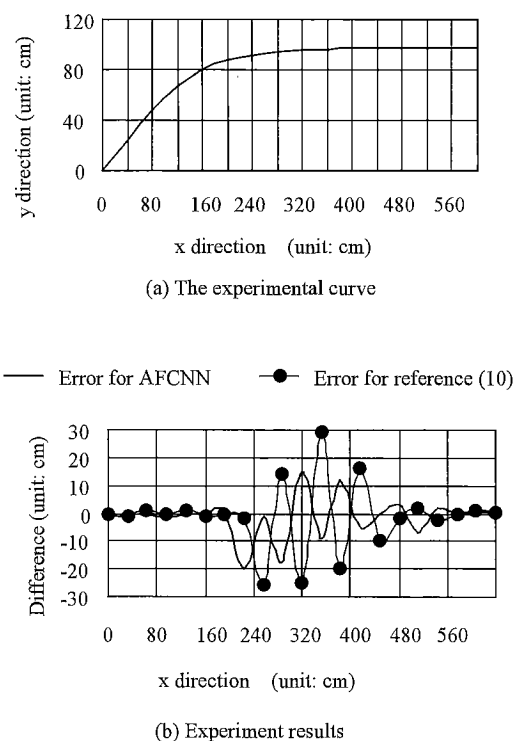 120
80
40
0
y direction (unit: cm)
0 80 160 240 320 400 480 560
x direction (unit: cm)
(a) The experimental curve
Error for AFCNN
Error for reference (10)
30
20
10
0
-10
-20
-30
Difference (unit: cm)
0 80 160 240 320 400 480 560
x direction (unit: cm)
(b) Experiment results